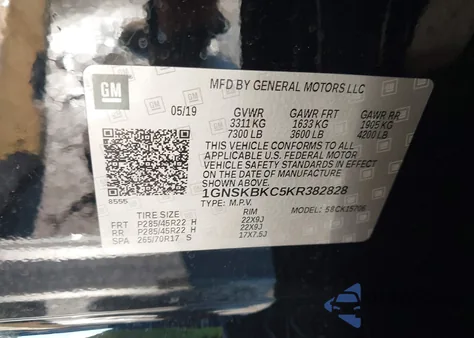 GM
MFD BY GENERAL MOTORS LLC
05/19 GVWR GAWR FRT GAWR RR
3311 KG 1633 KG 1905 KG
7300 LB 3600 LB 4200 LB
THIS VEHICLE CONFORMS TO ALL
APPLICABLE U.S. FEDERAL MOTOR
VEHICLE SAFETY STANDARDS IN EFFECT
ON THE DATE OF MANUFACTURE
SHOWN ABOVE.
1GNSKBKC5KR382828
8555 TYPE: M.P.V. MODEL:
TIRE SIZE RIM
FRT P285/45R22 H 22X9J
RR P285/45R22 H 22X9J
SPA 265/70R17 S 17X7.5J